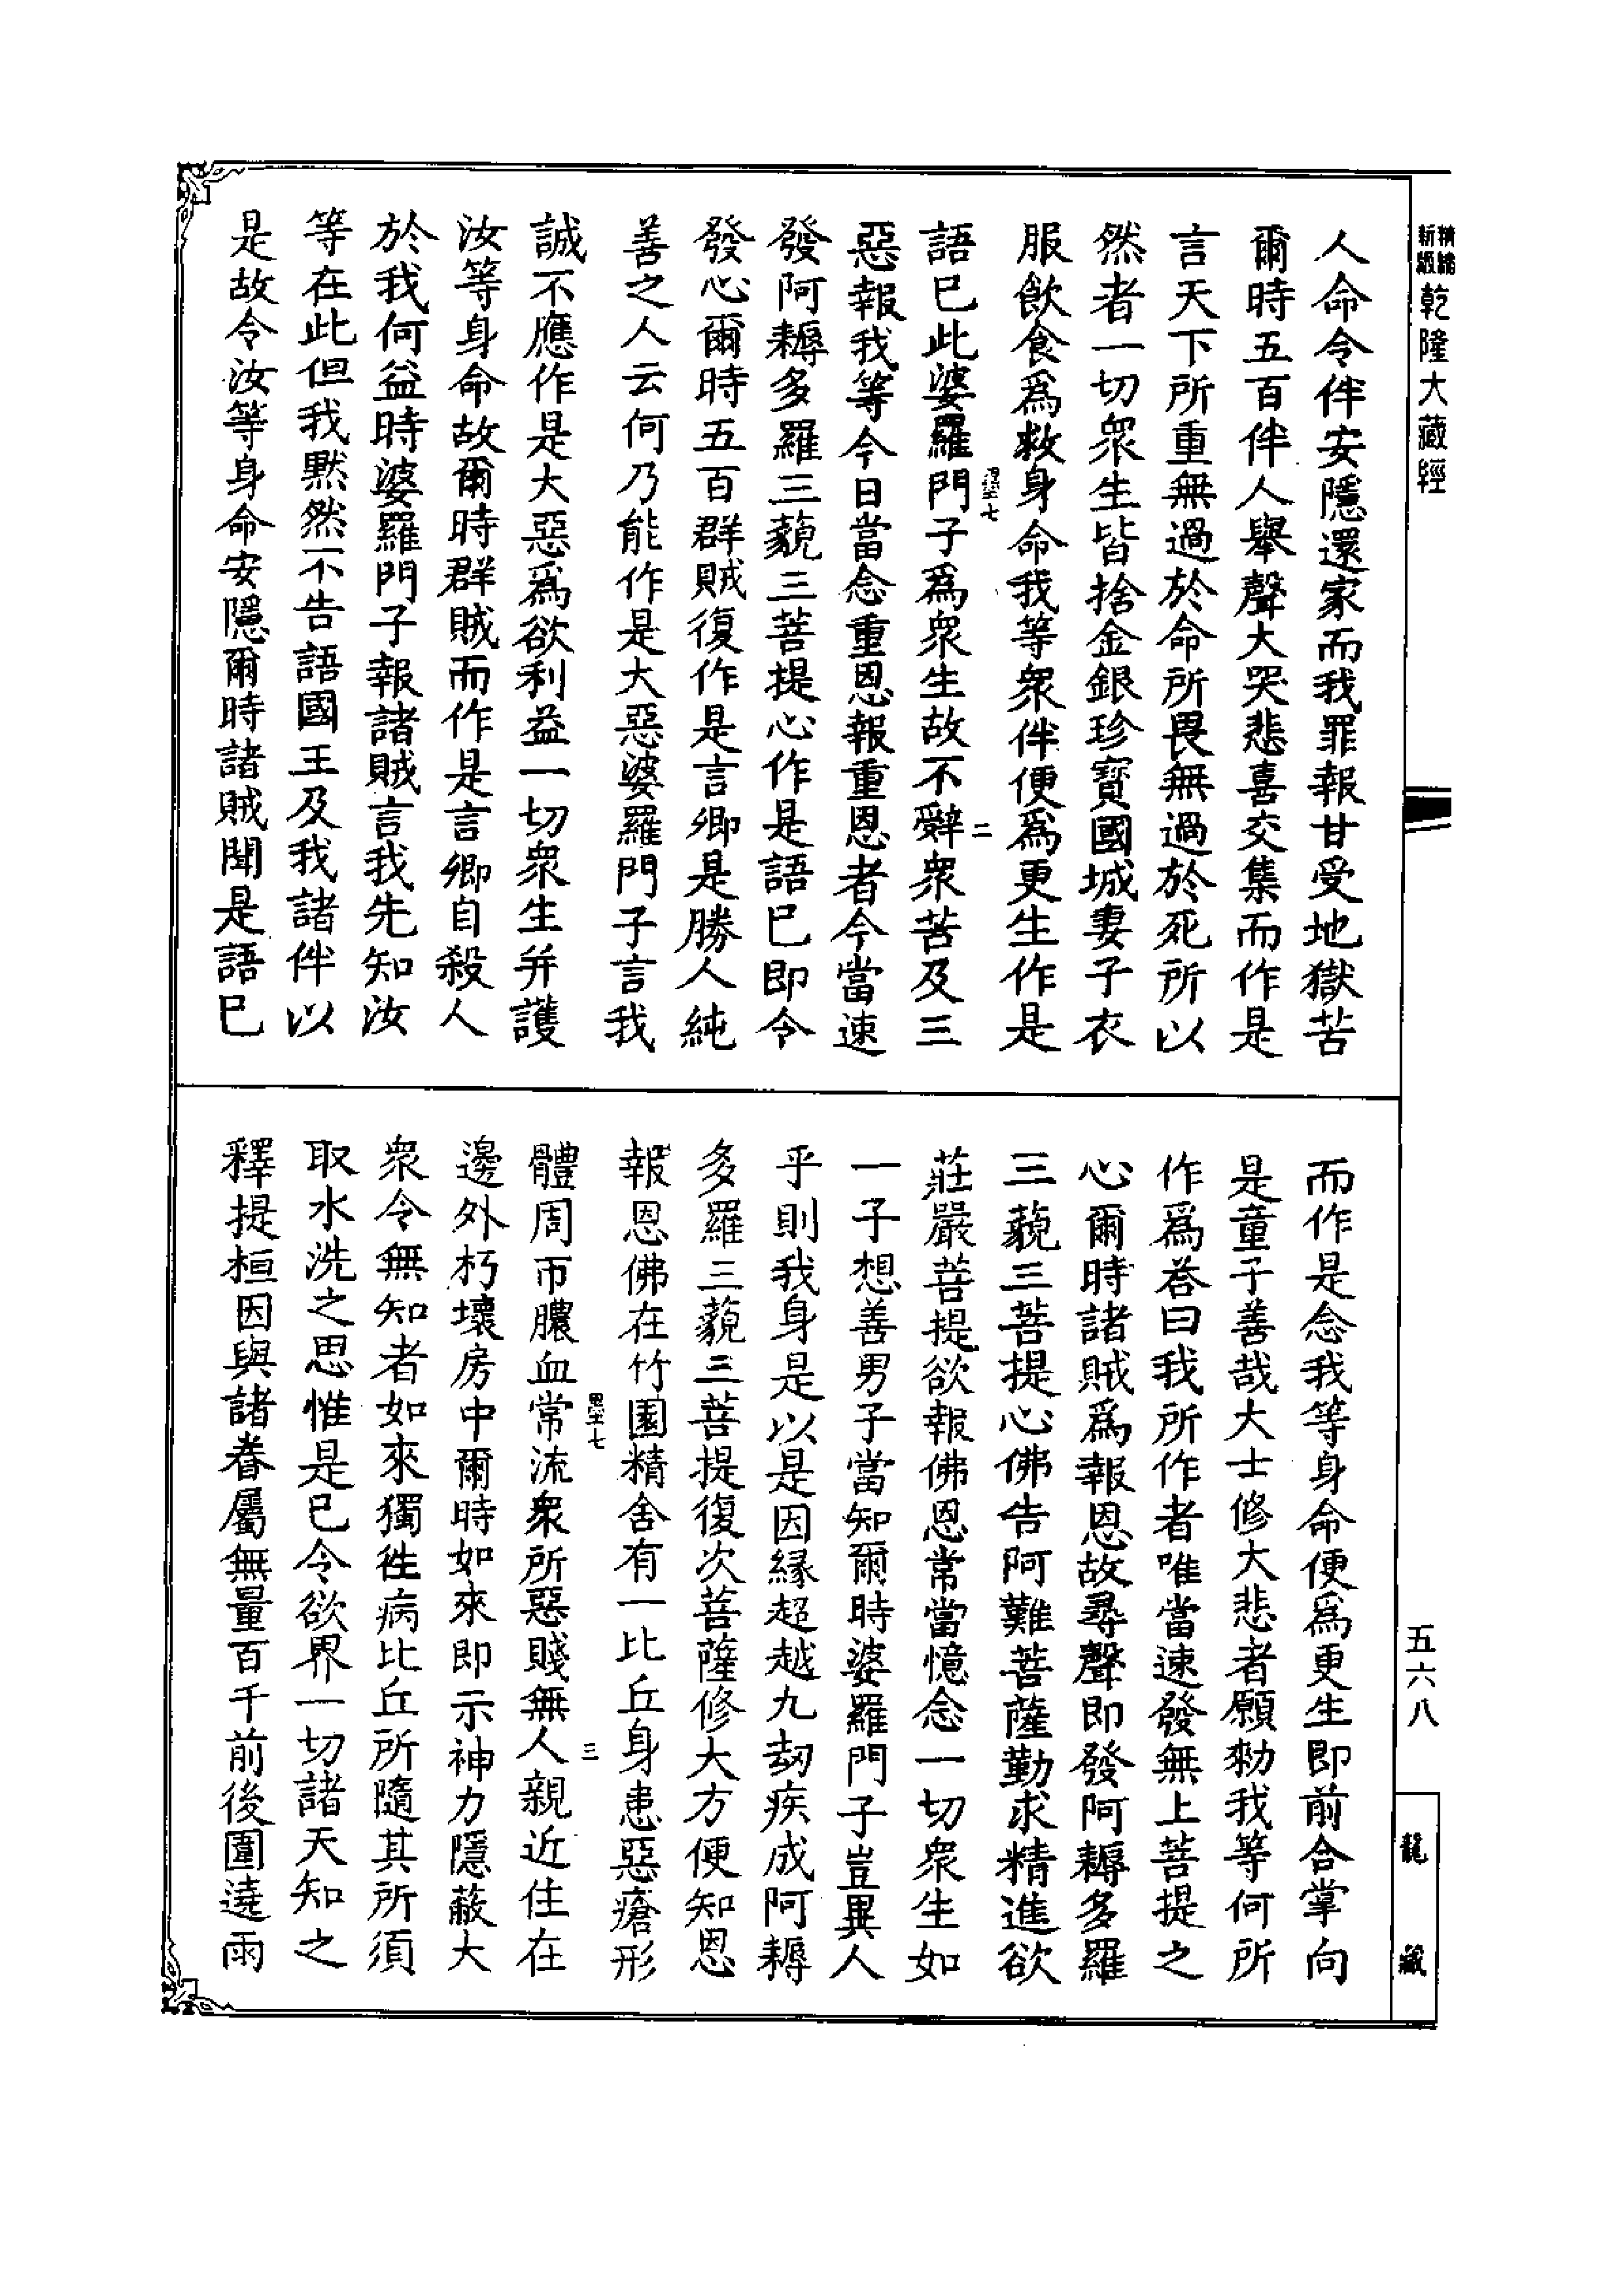 精縮
新縮
乾隆大藏經
人命令伴安隱還家而我罪報甘受地獄苦
爾時五百伴人舉聲大哭悲喜交集而作是
言天下所重無過於命所畏無過於死所以
然者一切衆生皆捨金銀珍寶國城妻子衣
服飲食爲救身命我等衆伴便爲更生作是
語已此婆羅門子爲衆生故不辭衆苦及三
惡報我等今日當念重恩報重恩者今當速
發阿耨多羅三藐三菩提心作是語已即令
發心爾時五百群賊復作是言卿是勝人純
善之人云何乃能作是大惡婆羅門子言我
誠不應作是大惡爲欲利益一切衆生并護
汝等身命故爾時群賊而作是言卿自殺人
於我何益時婆羅門子報諸賊言我先知汝
等在此但我默然不告語國王及我諸伴以
是故令汝等身命安隱爾時諸賊聞是語已
而作是念我等身命便爲更生即前合掌向
是童子善哉大士修大悲者願勑我等何所
作爲荅曰我所作者唯當速發無上菩提之
心爾時諸賊爲報恩故尋聲即發阿耨多羅
三藐三菩提心佛告阿難菩薩勤求精進欲
莊嚴菩提欲報佛恩常當憶念一切衆生如
一子想善男子當知爾時婆羅門子豈異人
乎則我身是以是因緣超越九劫疾成阿耨
多羅三藐三菩提復次菩薩修大方便知恩
報恩佛在竹園精舍有一比丘身患惡瘡形
體周帀膿血常流衆所惡賤無人親近住在
邊外朽壞房中爾時如來即示神力隱蔽大
衆令無知者如來獨徃病比丘所隨其所須
取水洗之思惟是已令欲界一切諸天知之
釋提桓因與諸眷屬無量百千前後圍遶雨
墨七
二
墨七
三
五六八
龍藏